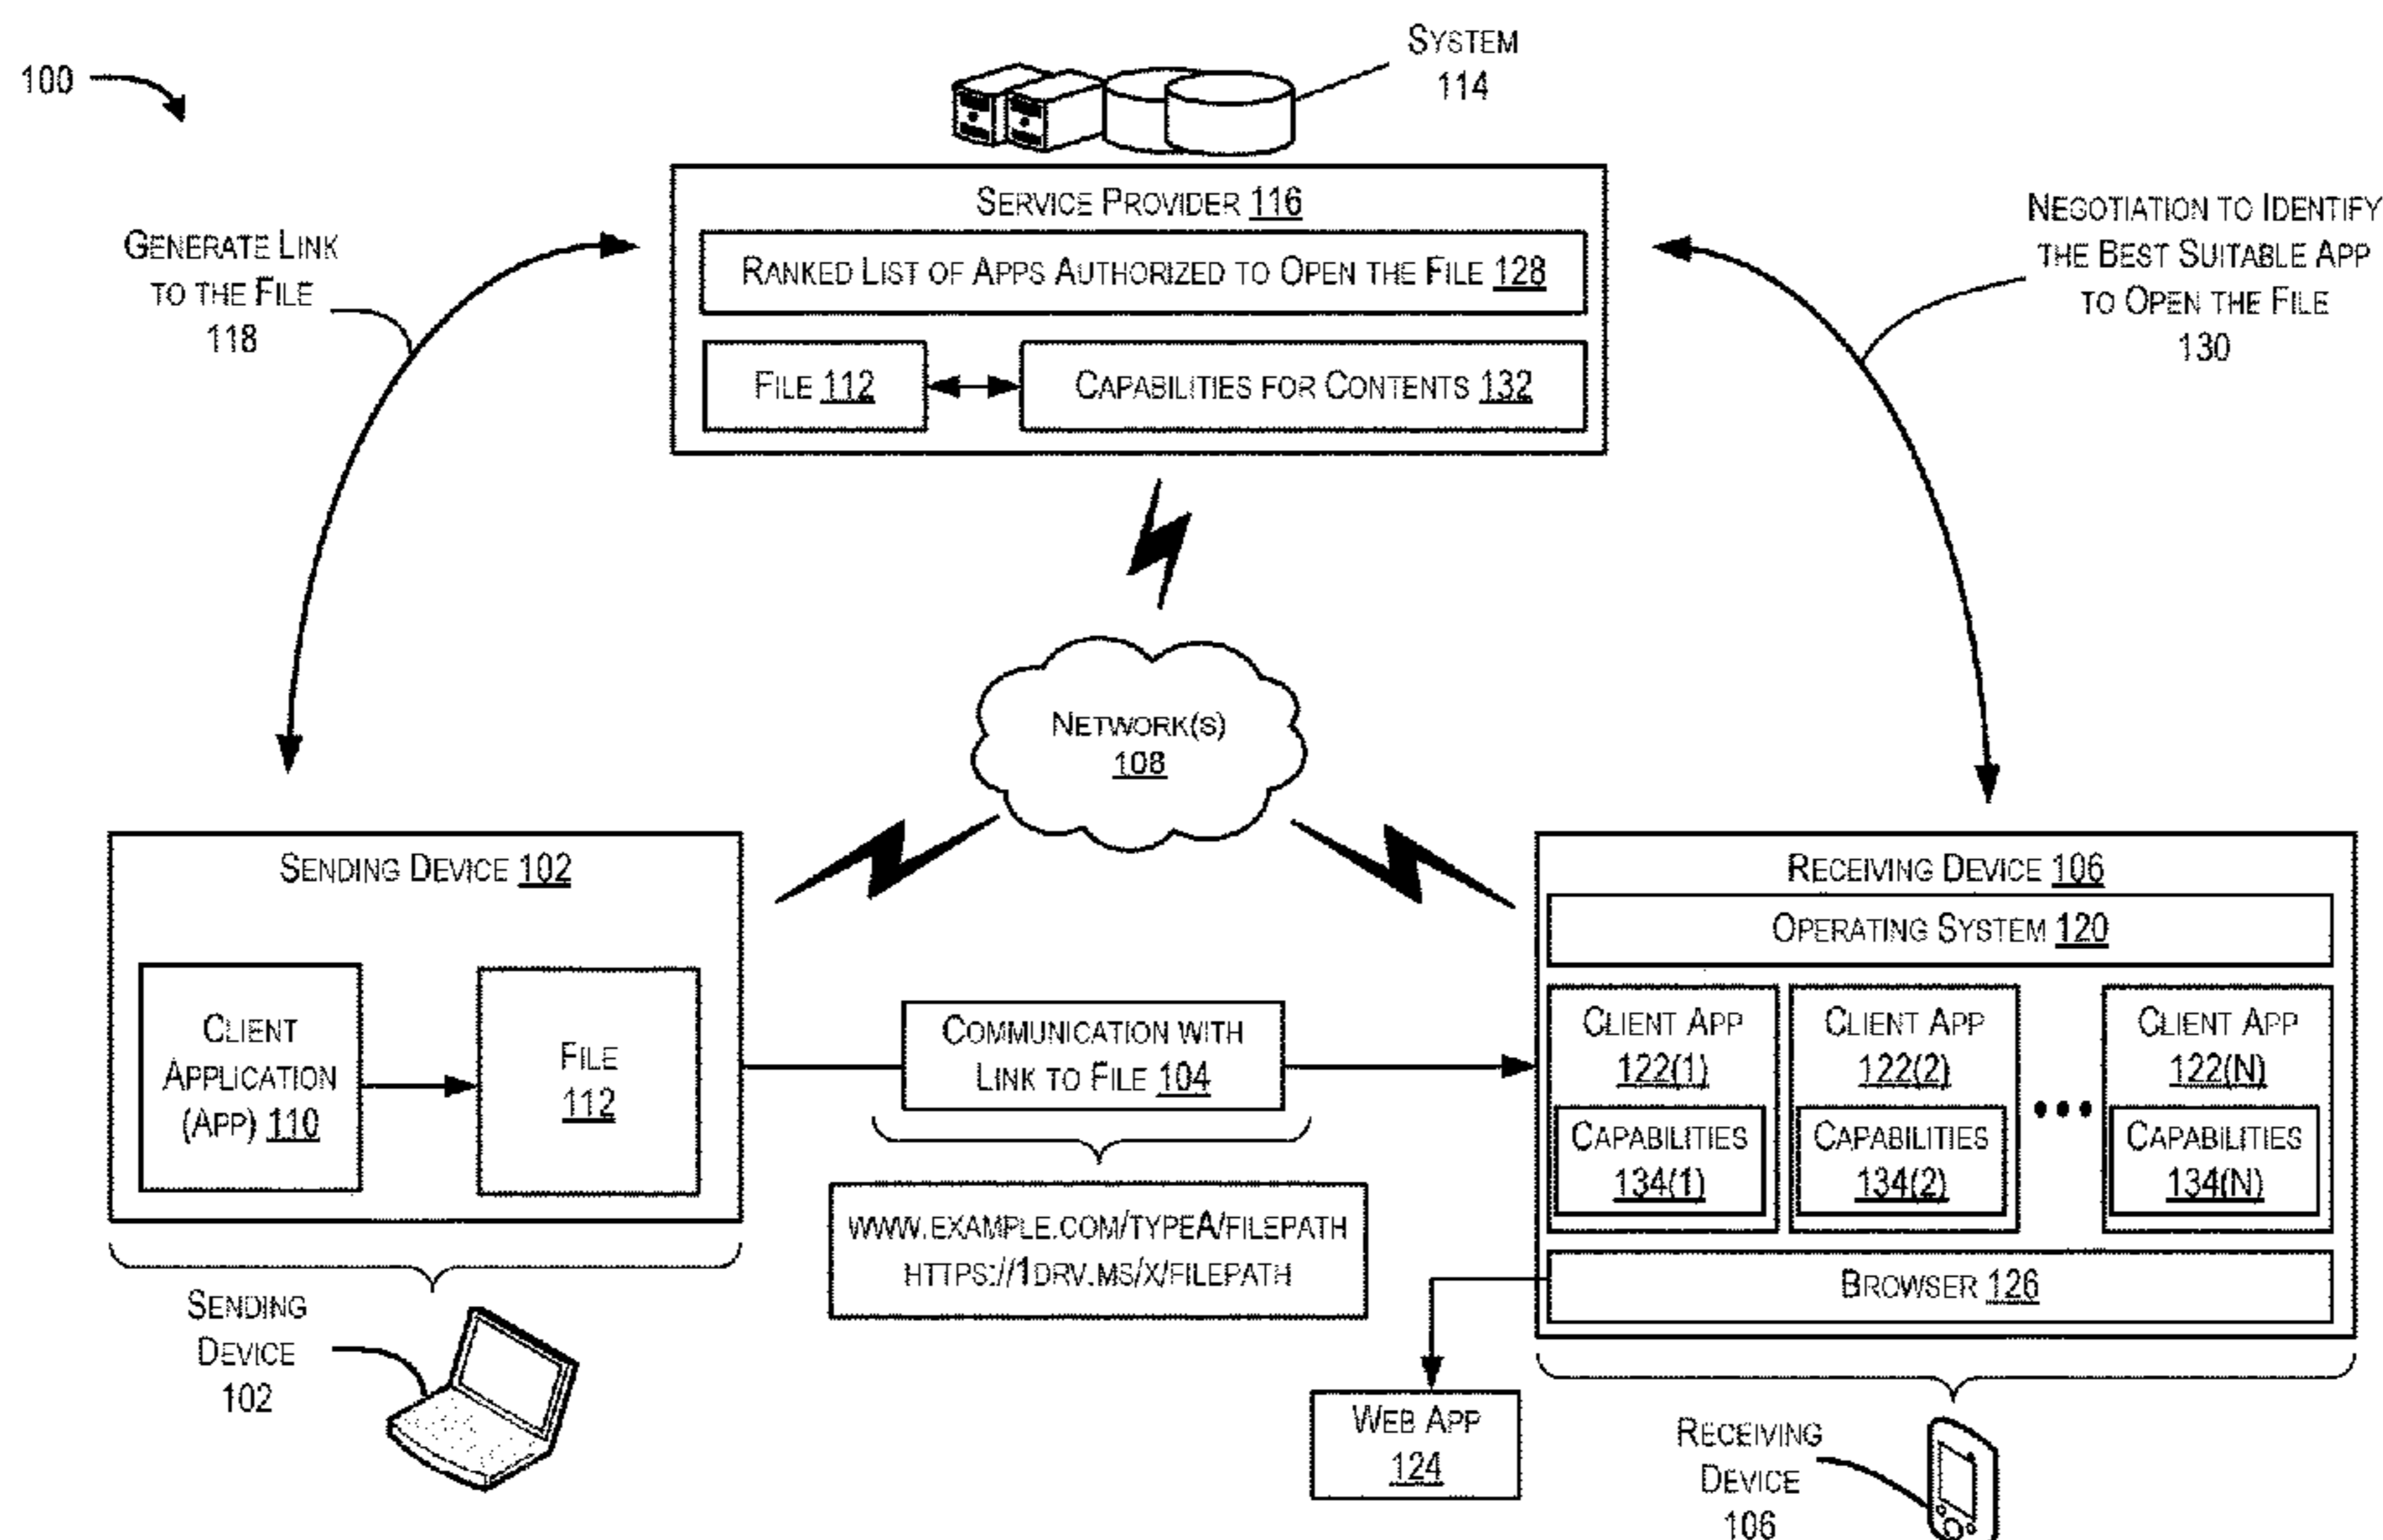 100
SYSTEM
114
SERVICE PROVIDER 116
RANKED LIST OF APPS AUTHORIZED TO OPEN THE FILE 128
FILE 112
CAPABILITIES FOR CONTENTS 132
GENERATE LINK
TO THE FILE
118
NEGOTIATION TO IDENTIFY
THE BEST SUITABLE APP
TO OPEN THE FILE
130
NETWORK(S)
108
SENDING DEVICE 102
CLIENT
APPLICATION
(APP) 110
FILE
112
COMMUNICATION WITH
LINK TO FILE 104
WWW.EXAMPLE.COM/TYPEA/FILEPATH
HTTPS://1DRV.MS/X/FILEPATH
RECEIVING DEVICE 106
OPERATING SYSTEM 120
CLIENT APP
122(1)
CAPABILITIES
134(1)
CLIENT APP
122(2)
CAPABILITIES
134(2)
•••
CLIENT APP
122(N)
CAPABILITIES
134(N)
BROWSER 126
WEB APP
124
SENDING
DEVICE
102
RECEIVING
DEVICE
106